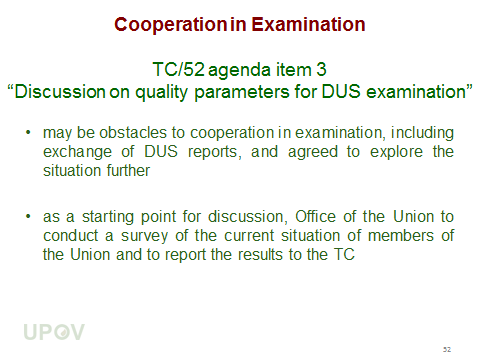 Cooperation in Examination
TC/52 agenda item 3
“Discussion on quality parameters for DUS examination”
• may be obstacles to cooperation in examination, including
exchange of DUS reports, and agreed to explore the
situation further
• as a starting point for discussion, Office of the Union to
conduct a survey of the current situation of members of
the Union and to report the results to the TC
UPOV
52